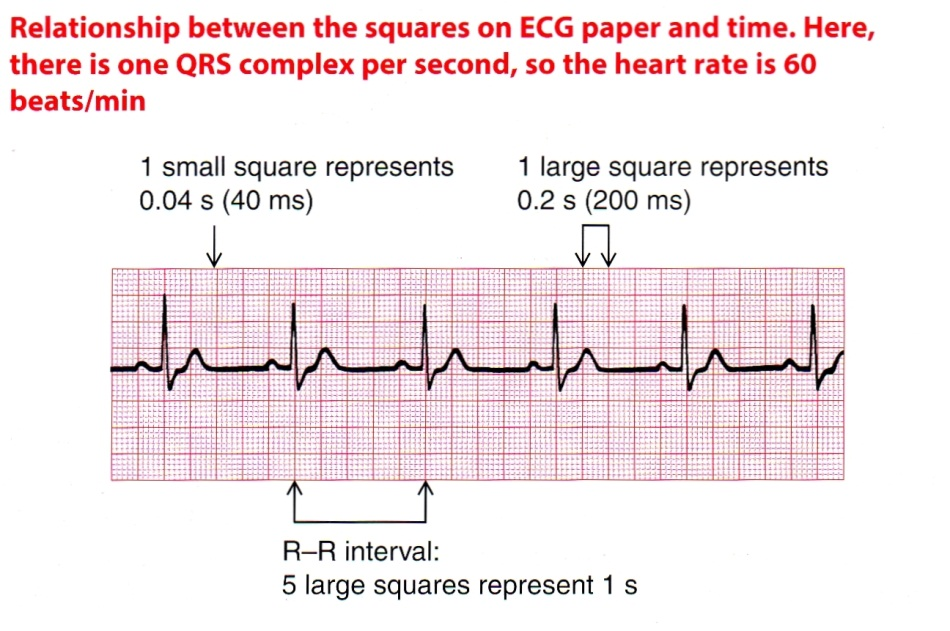 Relationship between the squares on ECG paper and time. Here,
there is one QRS complex per second, so the heart rate is 60
beats/min
1 small square represents
0.04 s (40 ms)
1 large square represents
0.2 s (200 ms)
R–R interval:
5 large squares represent 1 s